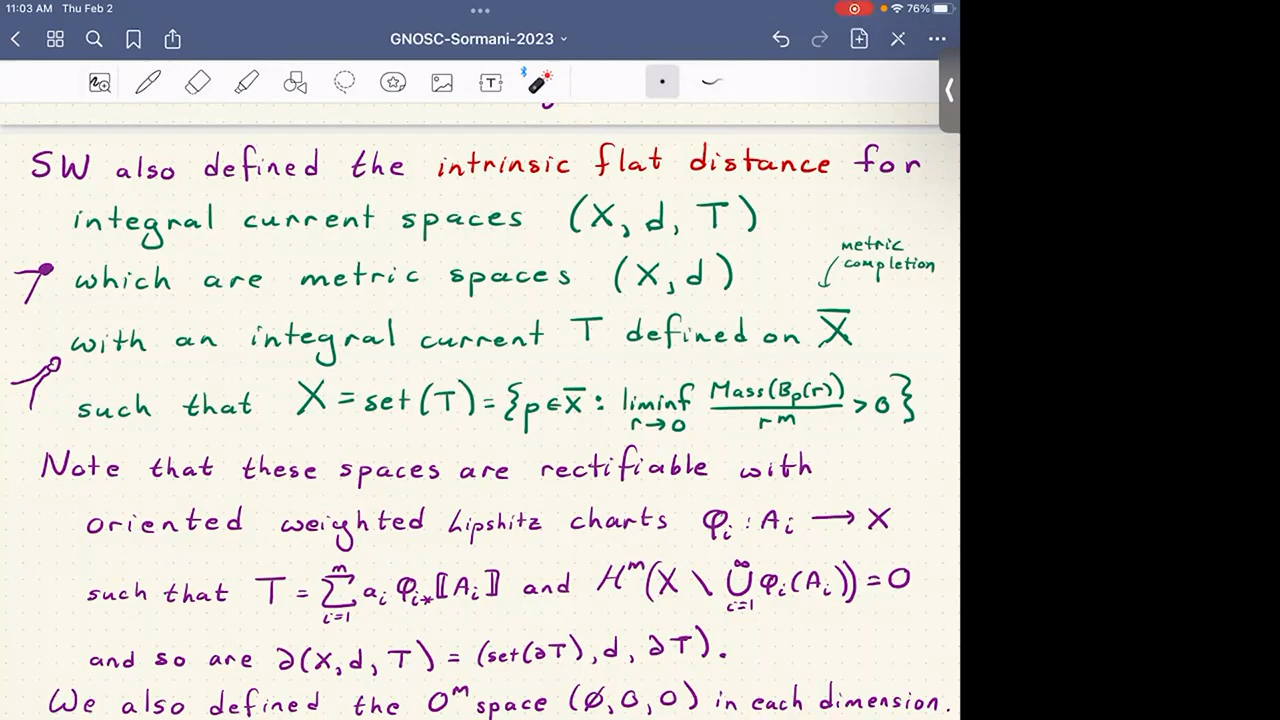 11:03 AM Thu Feb 2
76%
GNOSC-Sormani-2023
SW also defined the intrinsic flat distance for
integral current spaces (X, d, T)
metric
completion
which are metric spaces (X, d)
with an integral current T defined on X̅
such that X = set(T) = {p ∈ X̅ : liminf_{r→0} Mass(B_p(r))/r^m > 0}
Note that these spaces are rectifiable with
oriented weighted Lipshitz charts φ_i : A_i → X
such that T = ∑_{i=1}^{m} a_i φ_{i*}⟦A_i⟧ and H^m(X \ ⋃_{i=1}^{∞} φ_i(A_i)) = 0
and so are ∂(X, d, T) = (set(∂T), d, ∂T).
We also defined the 0^m space (∅, 0, 0) in each dimension.